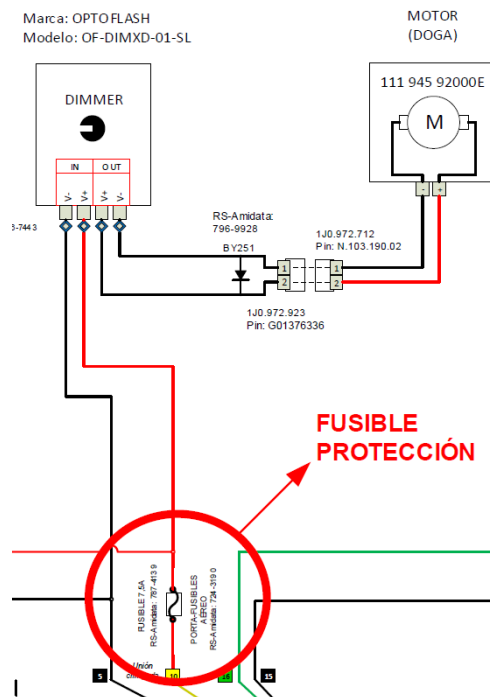 Marca: OPTOFLASH
Modelo: OF-DIMXD-01-SL
MOTOR
(DOGA)
DIMMER
IN
OUT
V-
V+
V+
V-
111 945 92000E
M
-
+
RS-Amidata:
796-9928
BY251
1J0.972.712
Pin: N.103.190.02
1
2
1
2
1J0.972.923
Pin: G01376336
FUSIBLE
PROTECCIÓN
FUSIBLE 7,5A
RS-Amidata: 787-4139
PORTA-FUSIBLES
AÉREO
RS-Amidata: 724-3190
Unión
5
10
16
15